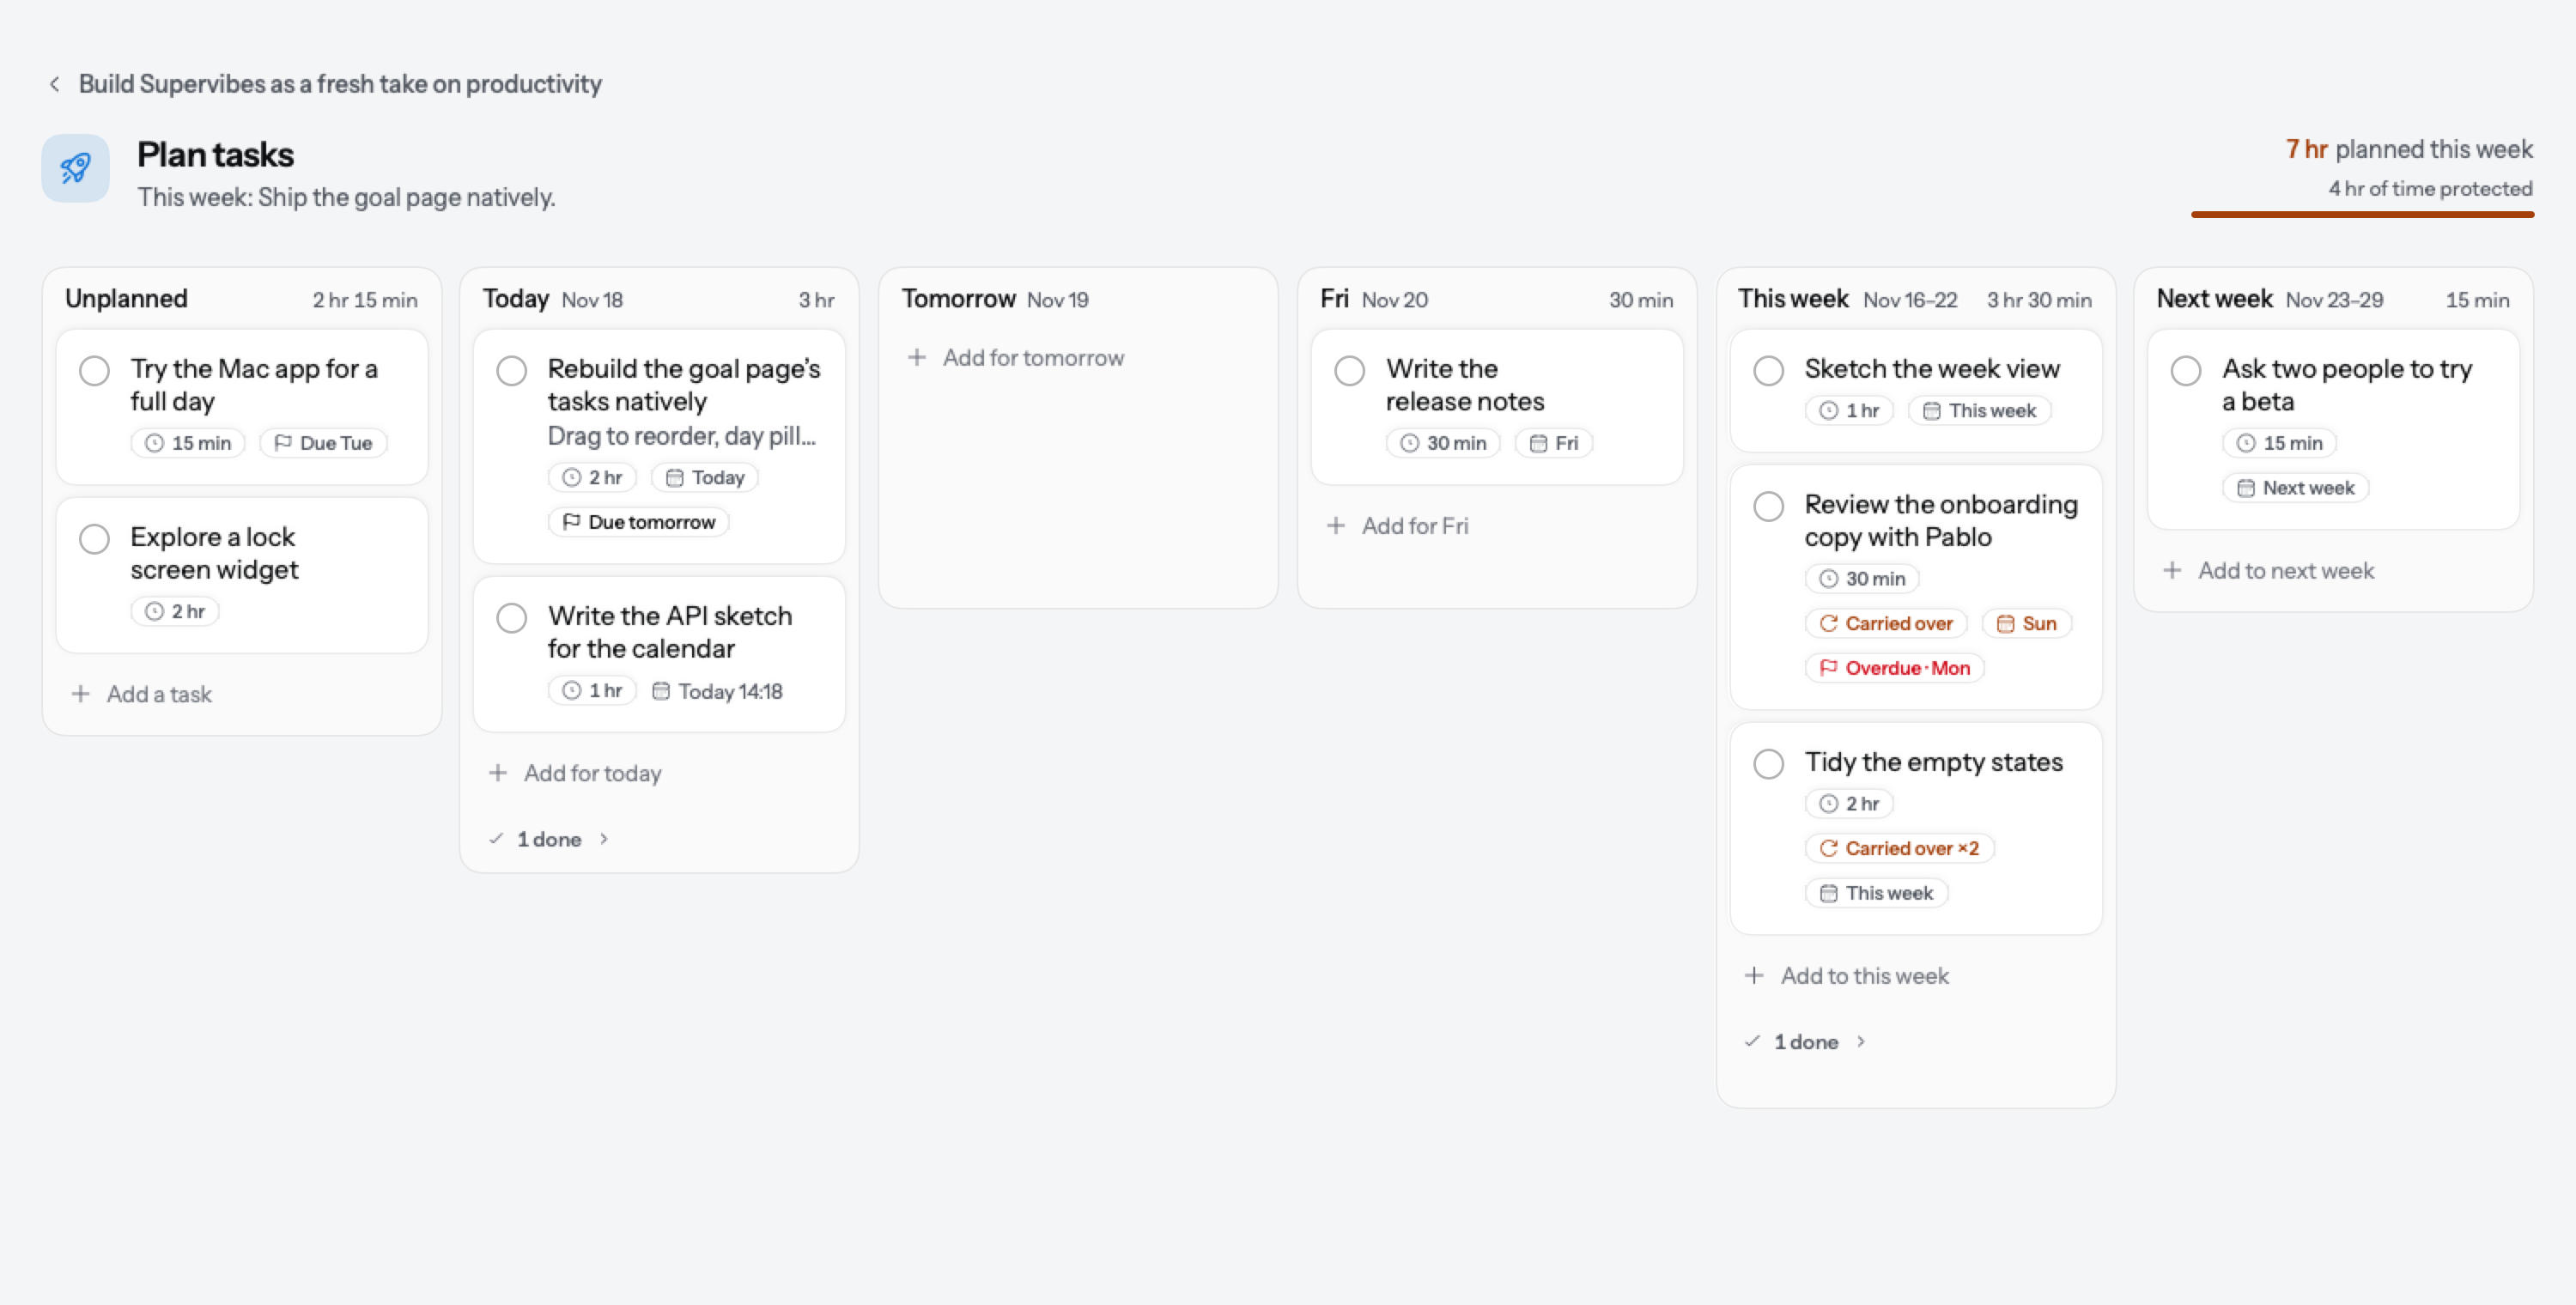 Build Supervibes as a fresh take on productivity
Plan tasks
This week: Ship the goal page natively.
7 hr planned this week
4 hr of time protected
Unplanned 2 hr 15 min
Try the Mac app for a
full day
15 min Due Tue
Explore a lock
screen widget
2 hr
+ Add a task
Today Nov 18 3 hr
Rebuild the goal page’s
tasks natively
Drag to reorder, day pill…
2 hr Today
Due tomorrow
Write the API sketch
for the calendar
1 hr Today 14:18
+ Add for today
1 done
Tomorrow Nov 19
+ Add for tomorrow
Fri Nov 20 30 min
Write the
release notes
30 min Fri
+ Add for Fri
This week Nov 16–22 3 hr 30 min
Sketch the week view
1 hr This week
Review the onboarding
copy with Pablo
30 min
Carried over Sun
Overdue · Mon
Tidy the empty states
2 hr
Carried over ×2
This week
+ Add to this week
1 done
Next week Nov 23–29 15 min
Ask two people to try
a beta
15 min
Next week
+ Add to next week